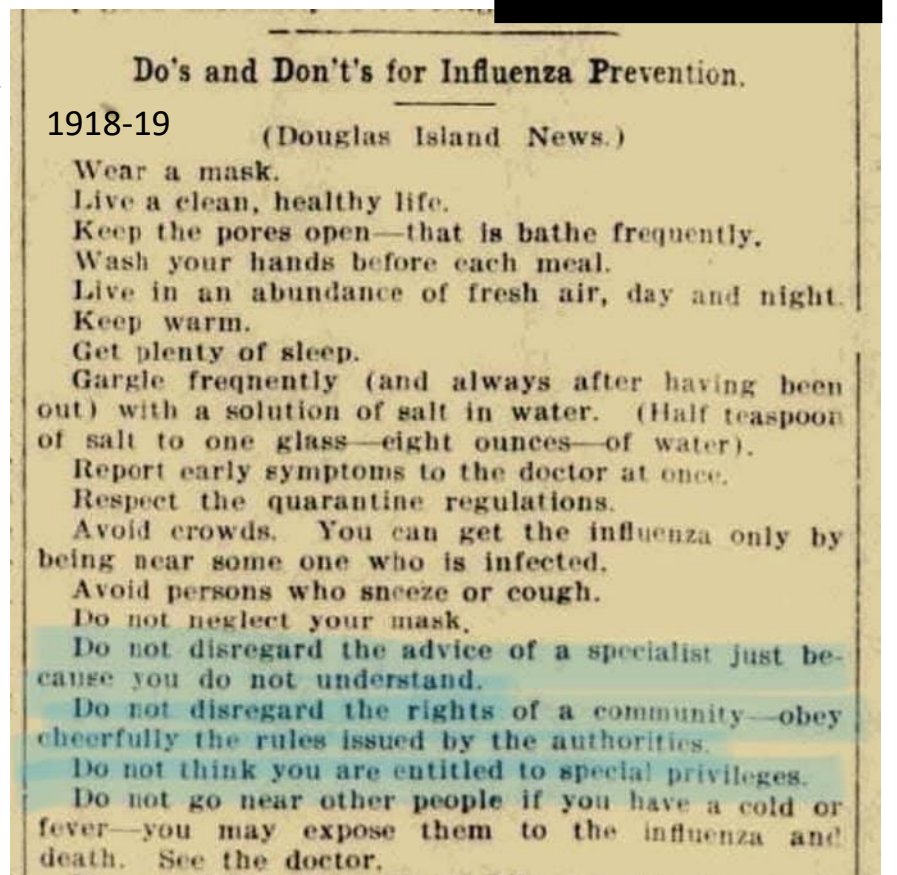 Do's and Don't's for Influenza Prevention.
1918-19
(Douglas Island News.)
Wear a mask.
Live a clean, healthy life.
Keep the pores open—that is bathe frequently.
Wash your hands before each meal.
Live in an abundance of fresh air, day and night.
Keep warm.
Get plenty of sleep.
Gargle freqnently (and always after having been
out) with a solution of salt in water. (Half teaspoon
of salt to one glass—eight ounces—of water).
Report early symptoms to the doctor at once.
Respect the quarantine regulations.
Avoid crowds. You can get the influenza only by
being near some one who is infected.
Avoid persons who sneeze or cough.
Do not neglect your mask.
Do not disregard the advice of a specialist just be-
cause you do not understand.
Do not disregard the rights of a community—obey
cheerfully the rules issued by the authorities.
Do not think you are entitled to special privileges.
Do not go near other people if you have a cold or
fever—you may expose them to the influenza and
death. See the doctor.